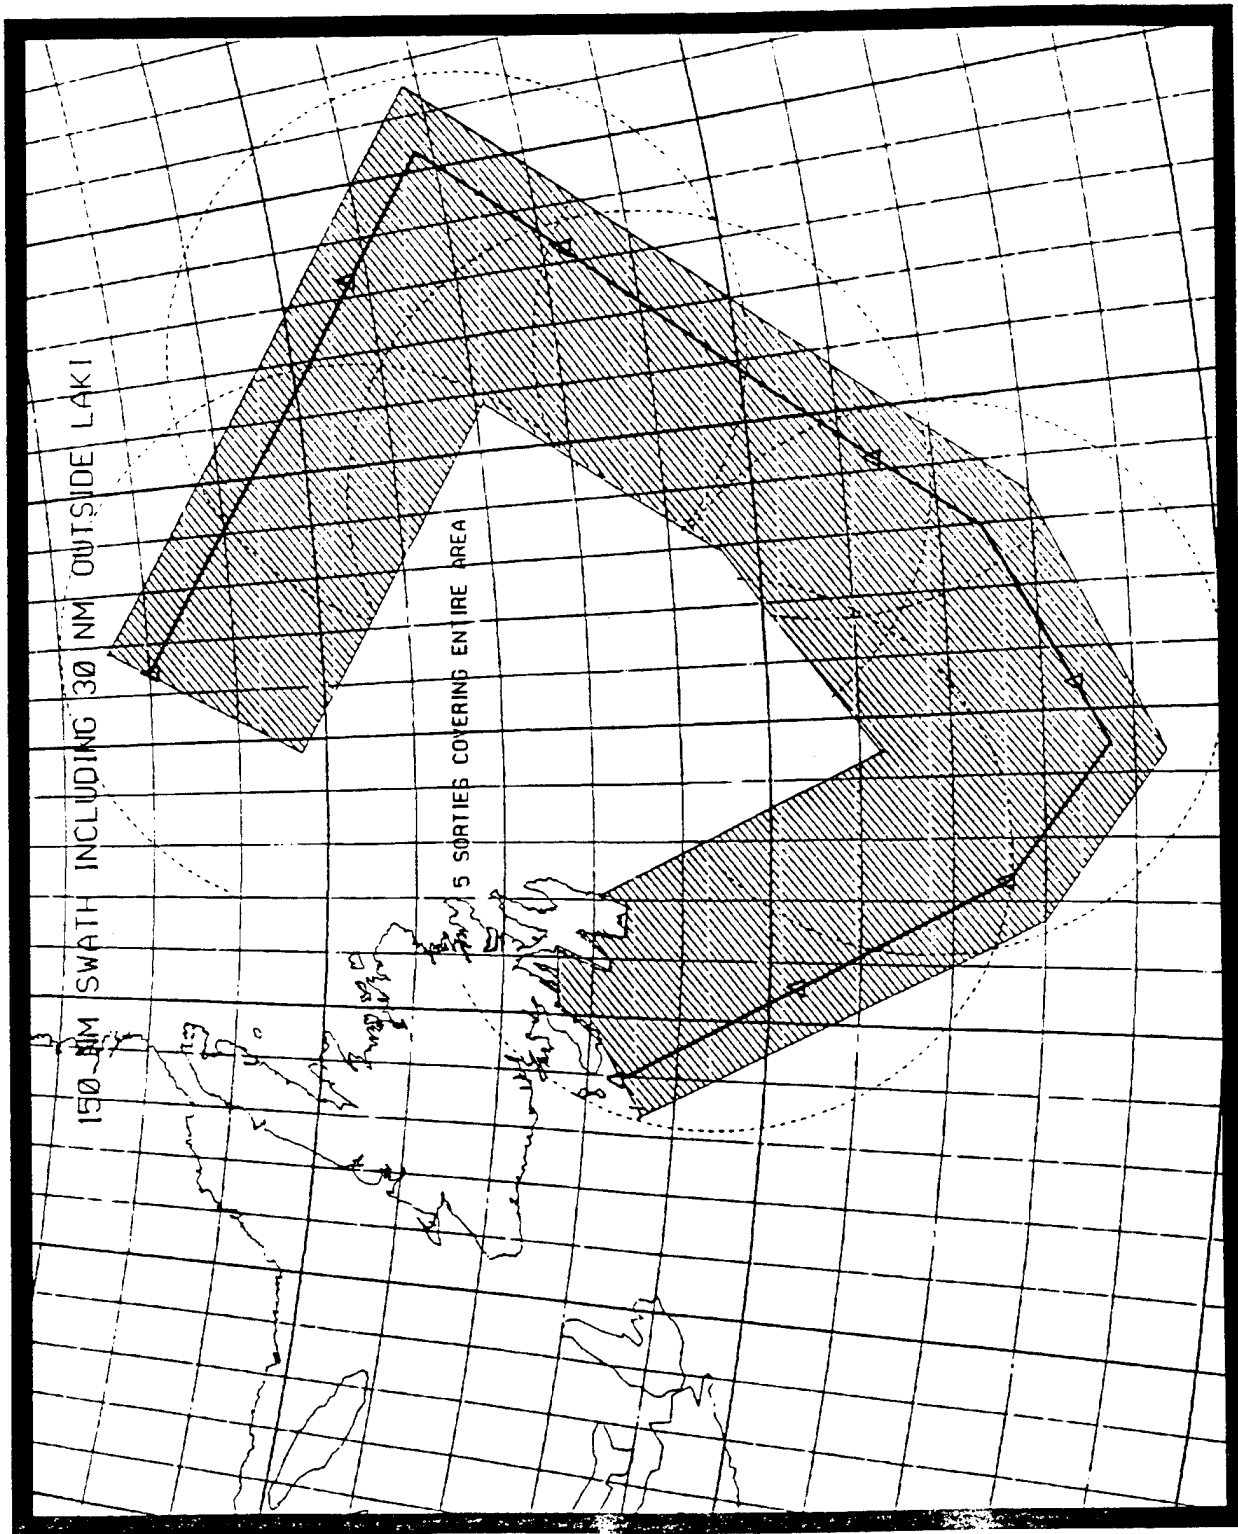 150 NM SWATH INCLUDING 30 NM OUTSIDE LAKI
5 SORTIES COVERING ENTIRE AREA